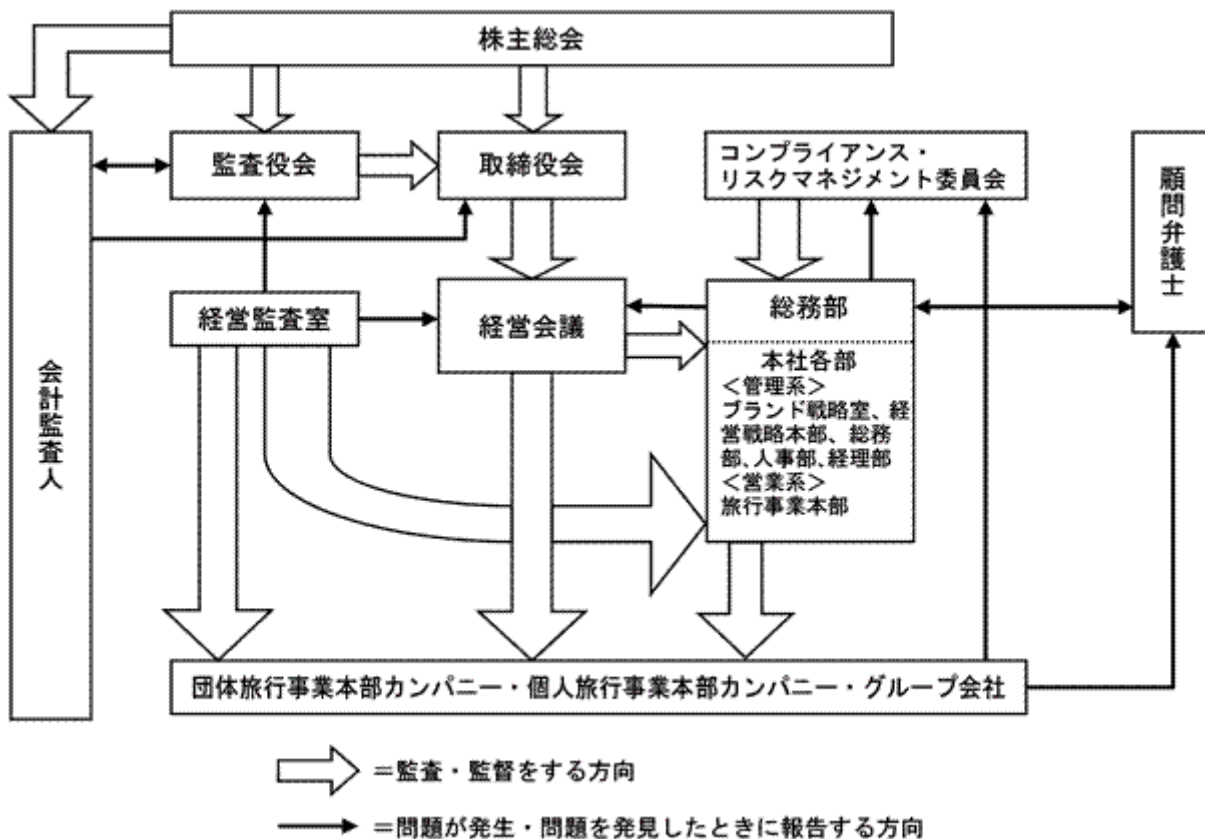 株主総会
監査役会
取締役会
コンプライアンス・
リスクマネジメント委員会
顧問弁護士
会計監査人
経営監査室
経営会議
総務部
本社各部
<管理系>
ブランド戦略室、経
営戦略本部、総務
部、人事部、経理部
<営業系>
旅行事業本部
団体旅行事業本部カンパニー・個人旅行事業本部カンパニー・グループ会社
=監査・監督をする方向
=問題が発生・問題を発見したときに報告する方向